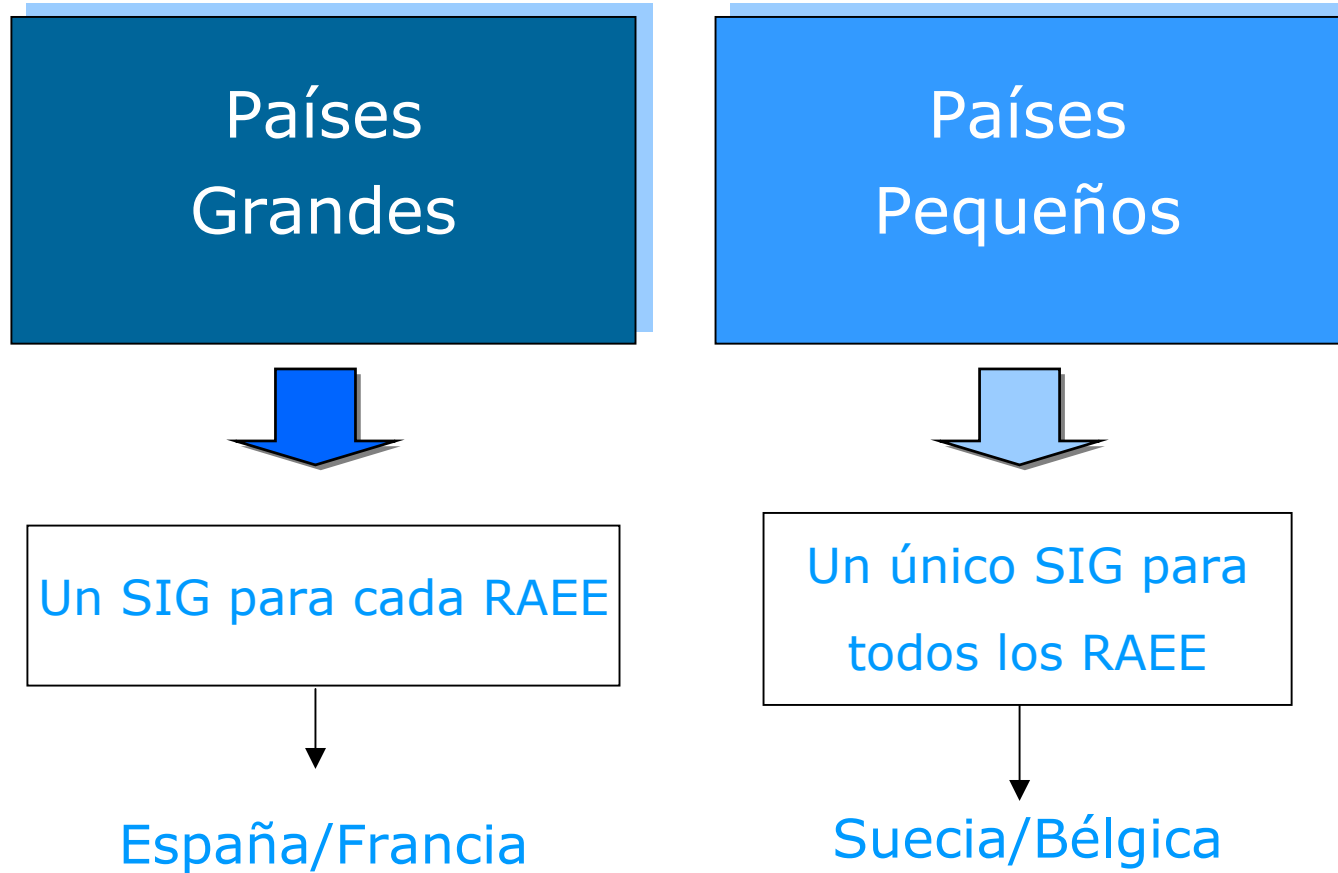 Países
Grandes
Un SIG para cada RAEE
España/Francia
Países
Pequeños
Un único SIG para
todos los RAEE
Suecia/Bélgica